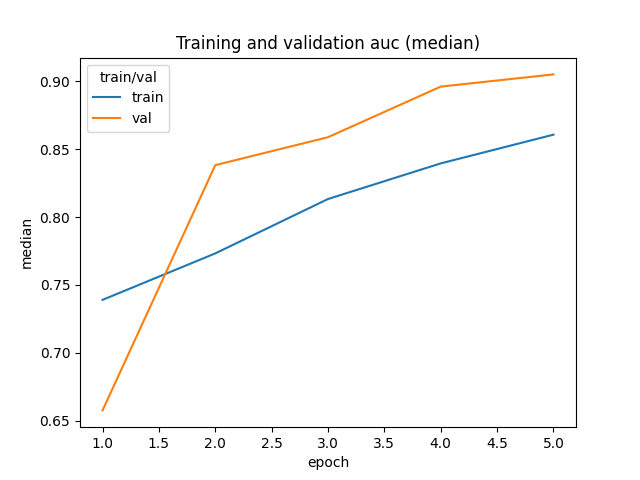 Training and validation auc (median)
train/val
train
val
0.90
0.85
0.80
0.75
0.70
0.65
median
1.0 1.5 2.0 2.5 3.0 3.5 4.0 4.5 5.0
epoch